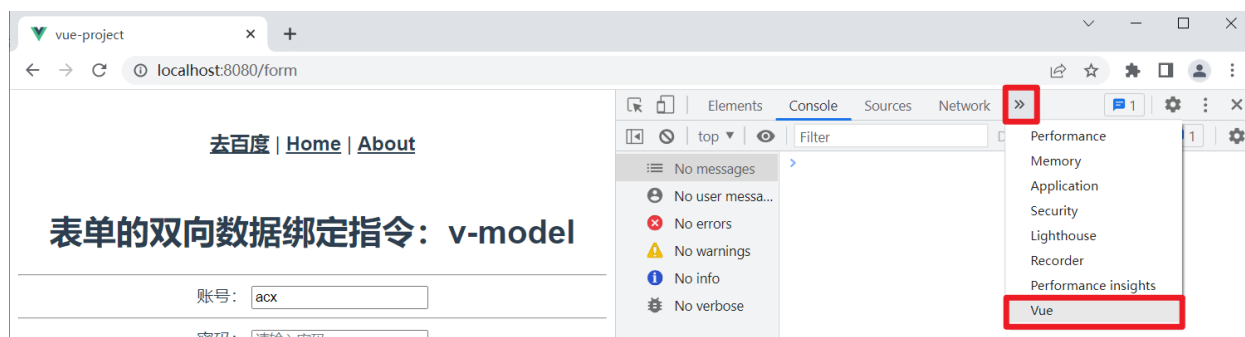 vue-project
localhost:8080/form
Elements Console Sources Network » 1
top ▼ Filter 1
去百度 | Home | About
表单的双向数据绑定指令：v-model
账号： acx
No messages
No user messa...
No errors
No warnings
No info
No verbose
Performance
Memory
Application
Security
Lighthouse
Recorder
Performance insights
Vue